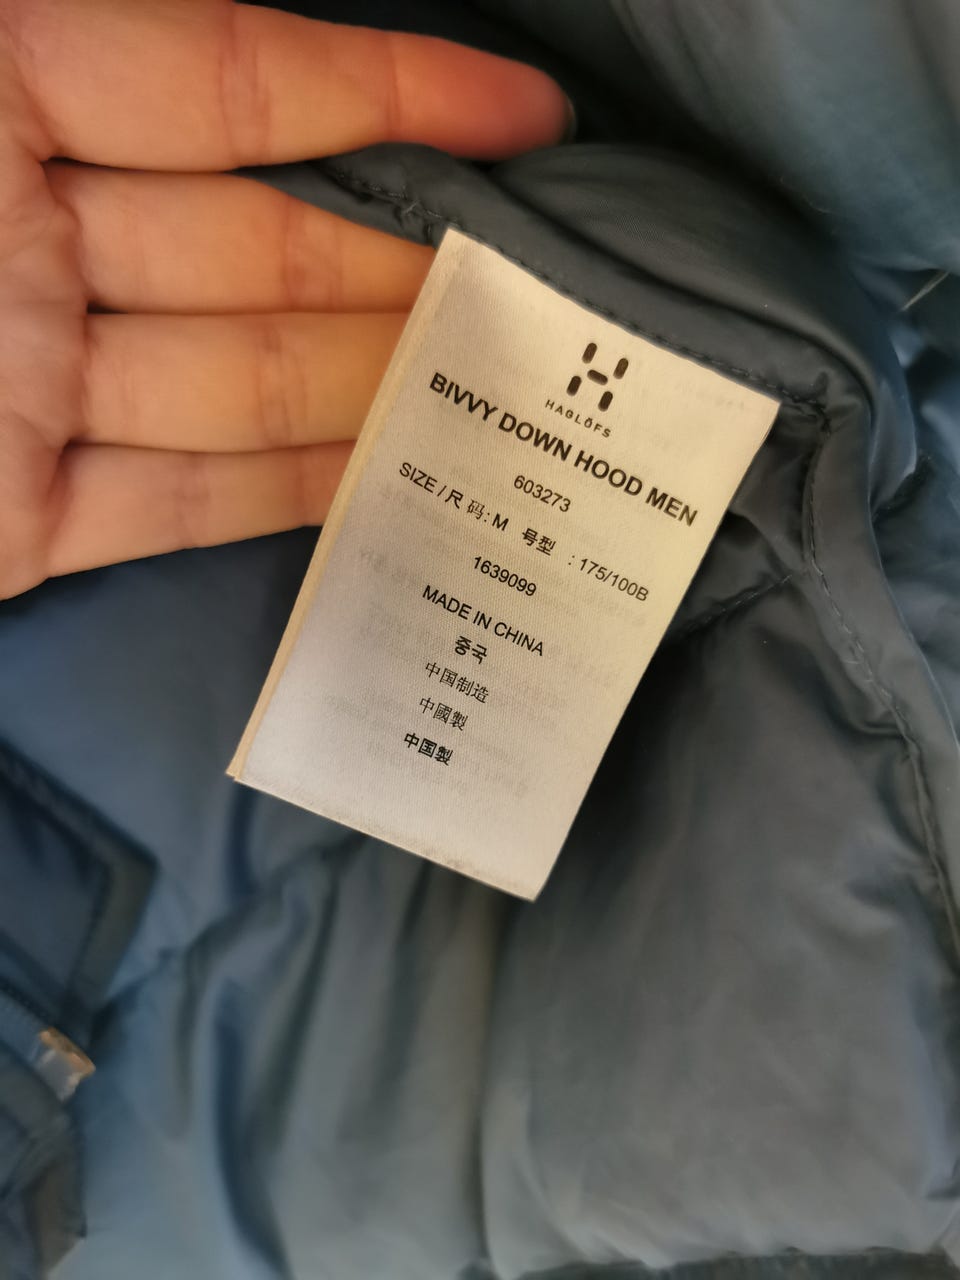 HAGLÖFS
BIVVY DOWN HOOD MEN
603273
SIZE / 尺 码: M 号型 : 175/100B
1639099
MADE IN CHINA
중국
中国制造
中國製
中国製